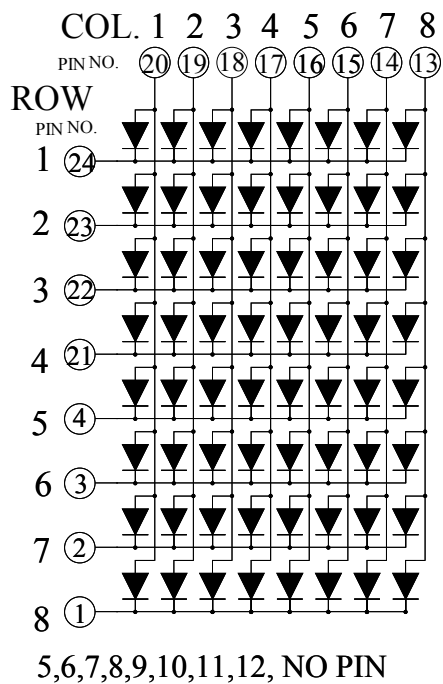 COL. 1 2 3 4 5 6 7 8
PIN NO. 20 19 18 17 16 15 14 13
ROW
PIN NO.
1 24
2 23
3 22
4 21
5 4
6 3
7 2
8 1
5,6,7,8,9,10,11,12, NO PIN